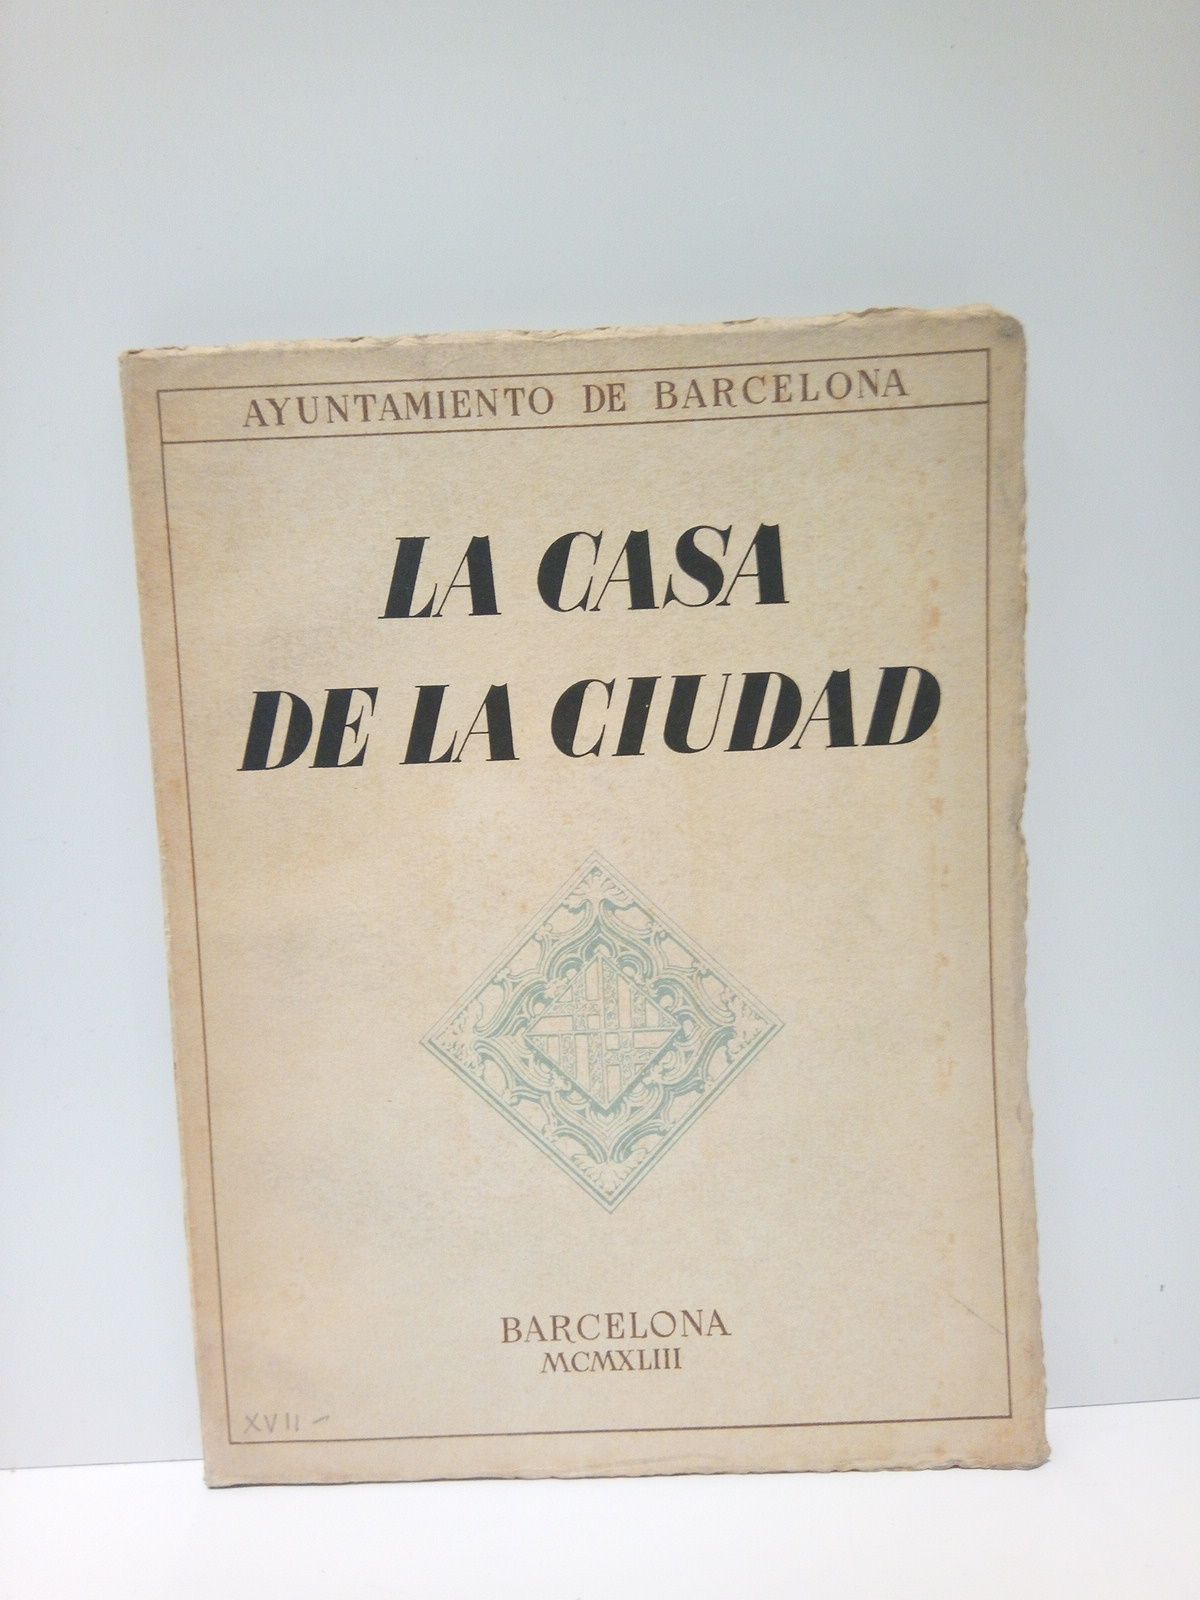 AYUNTAMIENTO DE BARCELONA
LA CASA
DE LA CIUDAD
BARCELONA
MCMXLIII
XVII -